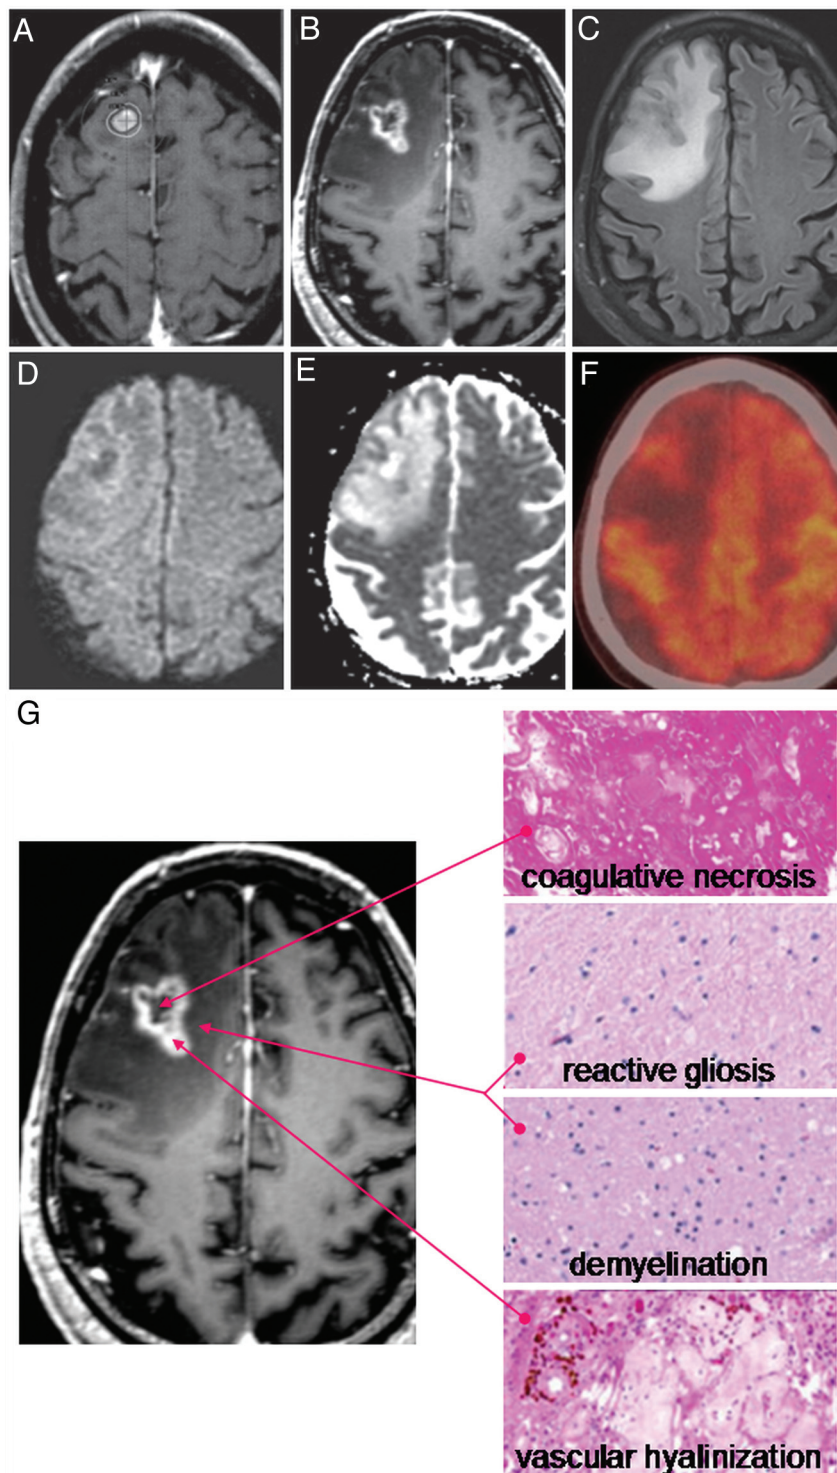 A
B
C
D
E
F
G
coagulative necrosis
reactive gliosis
demyelination
vascular hyalinization